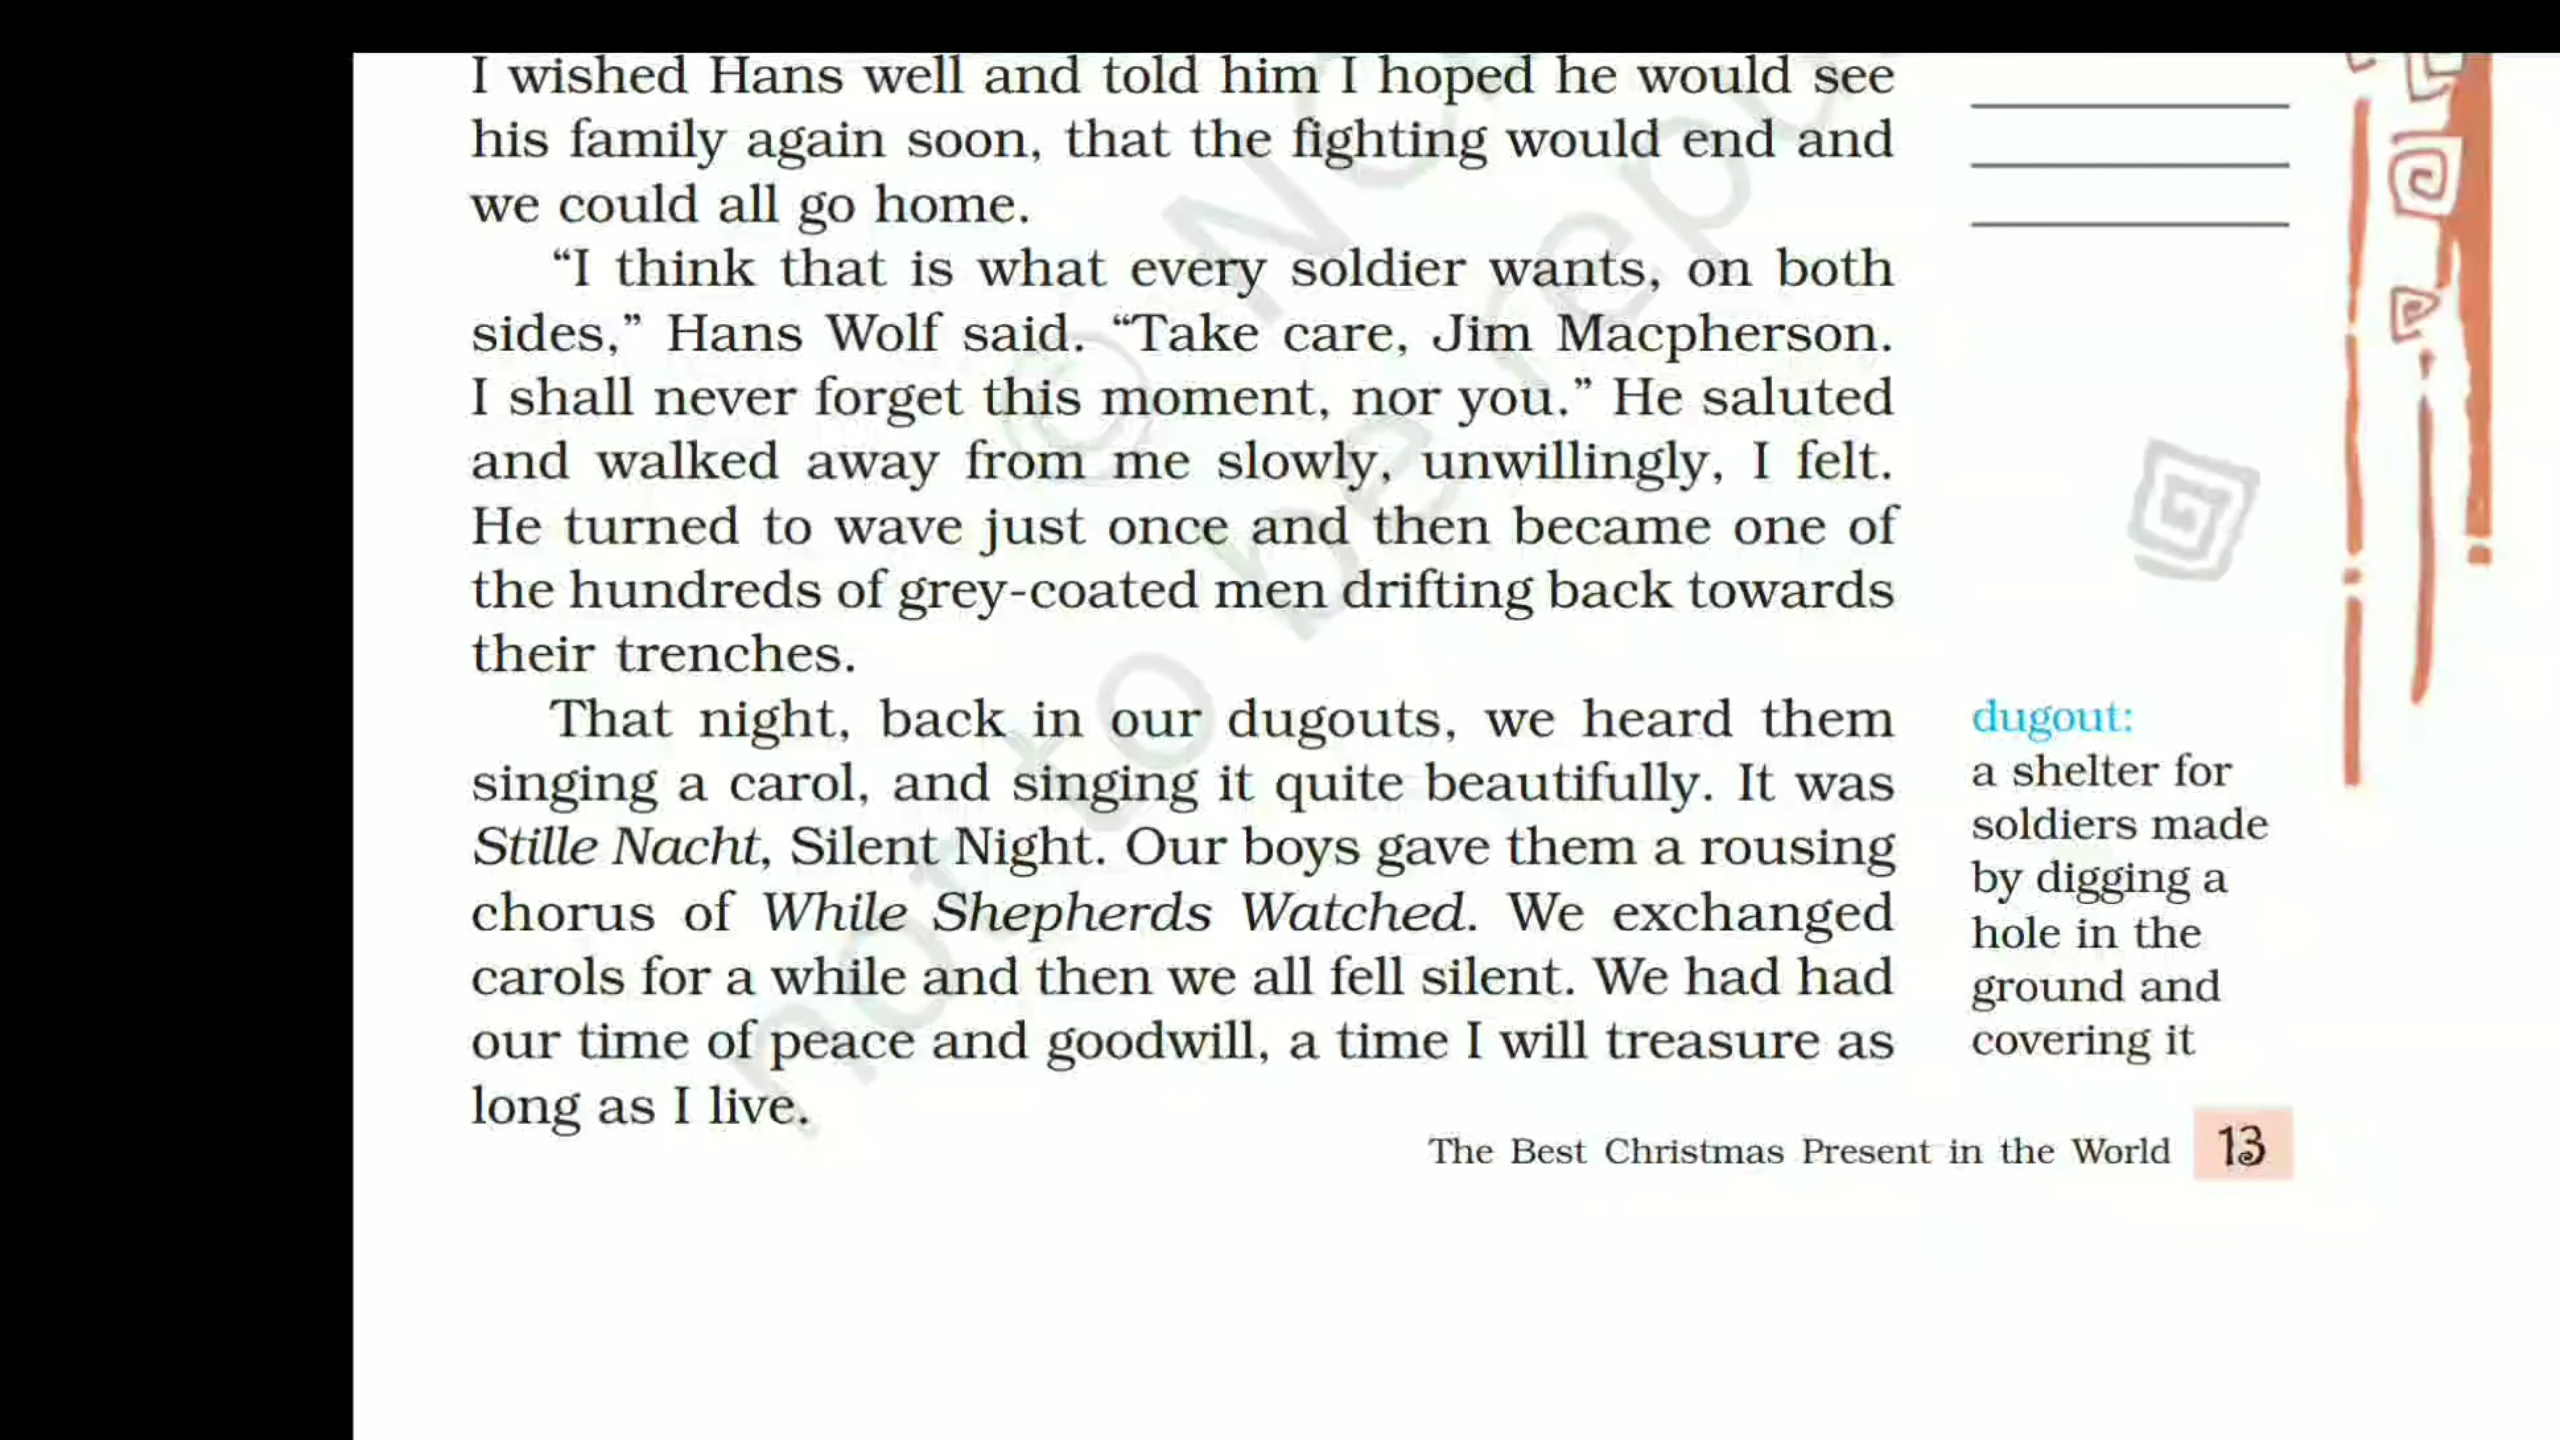 I wished Hans well and told him I hoped he would see
his family again soon, that the fighting would end and
we could all go home.
“I think that is what every soldier wants, on both
sides,” Hans Wolf said. “Take care, Jim Macpherson.
I shall never forget this moment, nor you.” He saluted
and walked away from me slowly, unwillingly, I felt.
He turned to wave just once and then became one of
the hundreds of grey-coated men drifting back towards
their trenches.
That night, back in our dugouts, we heard them
singing a carol, and singing it quite beautifully. It was
Stille Nacht, Silent Night. Our boys gave them a rousing
chorus of While Shepherds Watched. We exchanged
carols for a while and then we all fell silent. We had had
our time of peace and goodwill, a time I will treasure as
long as I live.
dugout:
a shelter for
soldiers made
by digging a
hole in the
ground and
covering it
The Best Christmas Present in the World 13
not to be rep